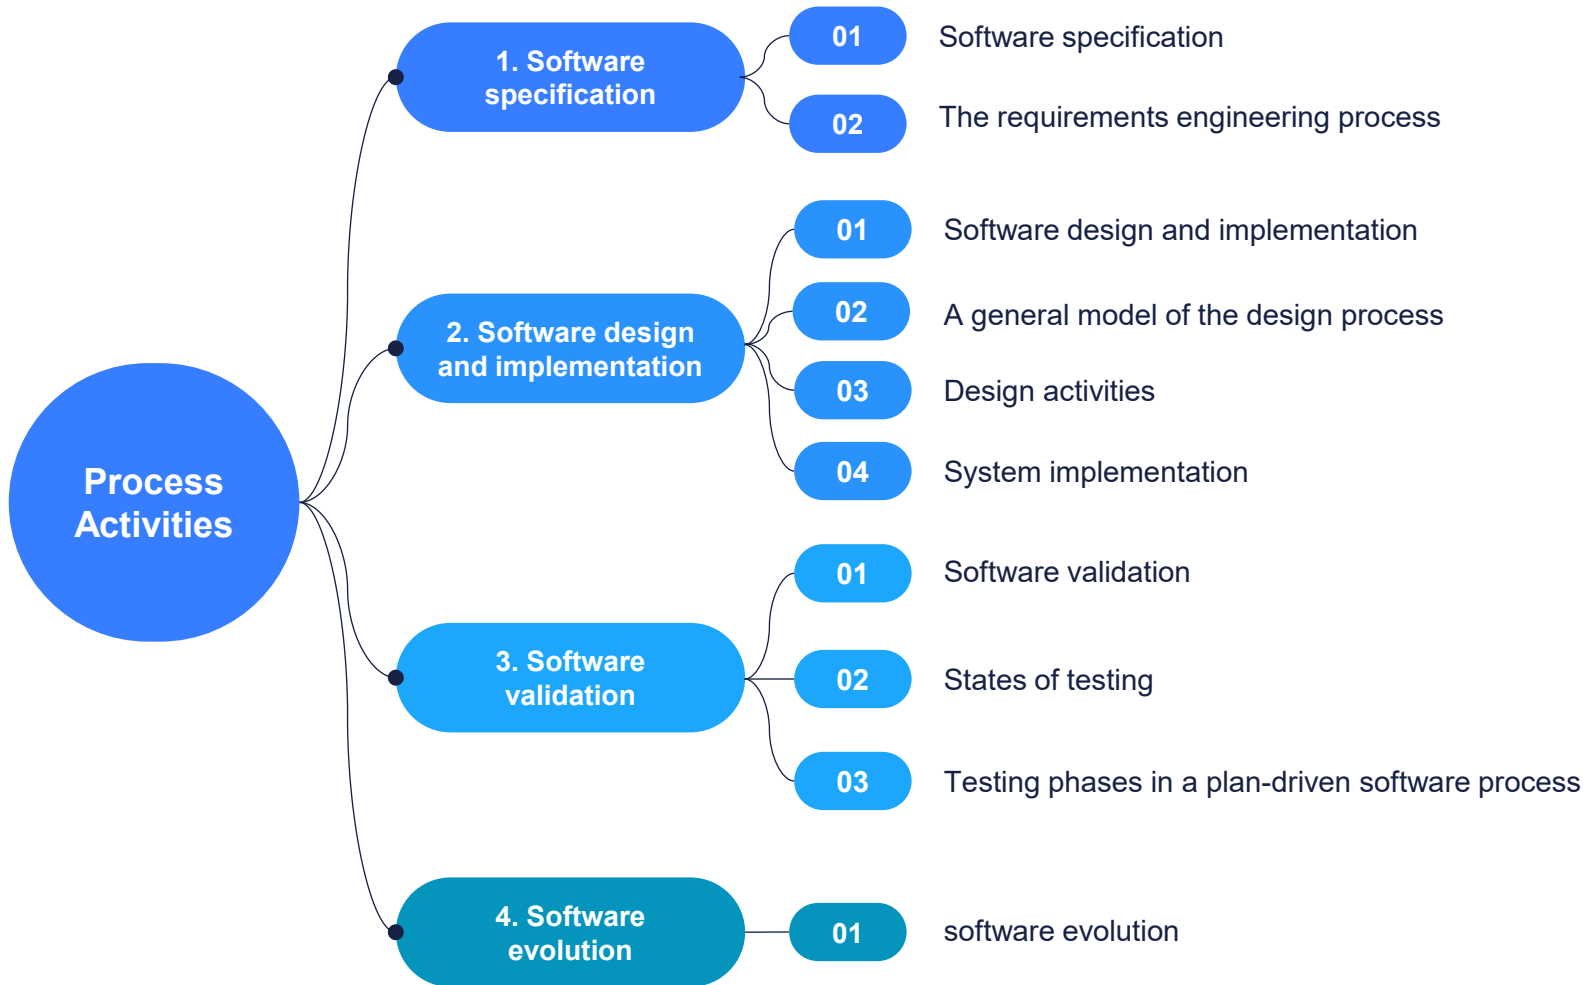 Process
Activities
1. Software
specification
01
Software specification
02
The requirements engineering process
2. Software design
and implementation
01
Software design and implementation
02
A general model of the design process
03
Design activities
04
System implementation
3. Software
validation
01
Software validation
02
States of testing
03
Testing phases in a plan-driven software process
4. Software
evolution
01
software evolution